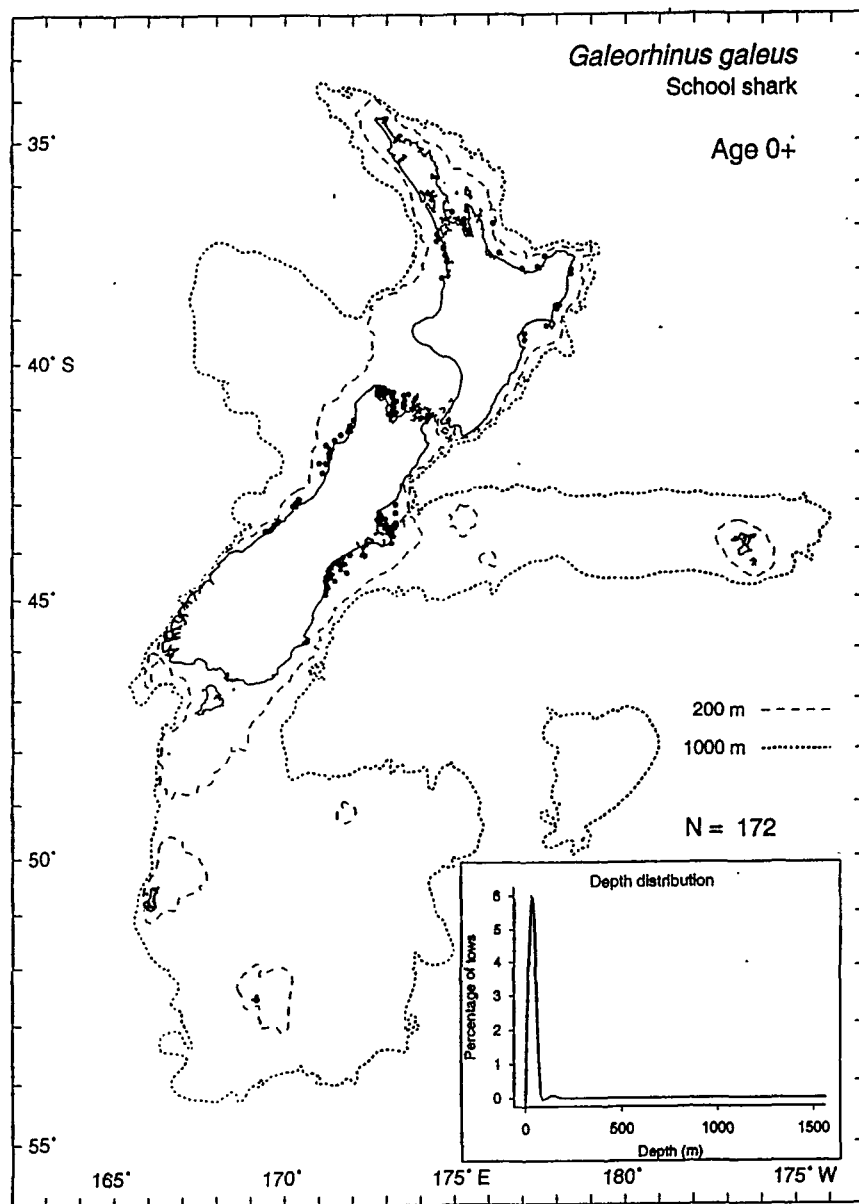 Galeorhinus galeus
School shark
Age 0+
35°
40° S
45°
50°
55°
200 m
1000 m
N = 172
Depth distribution
Percentage of tows
6
5
4
3
2
1
0
0 500 1000 1500
Depth (m)
165° 170° 175° E 180° 175° W